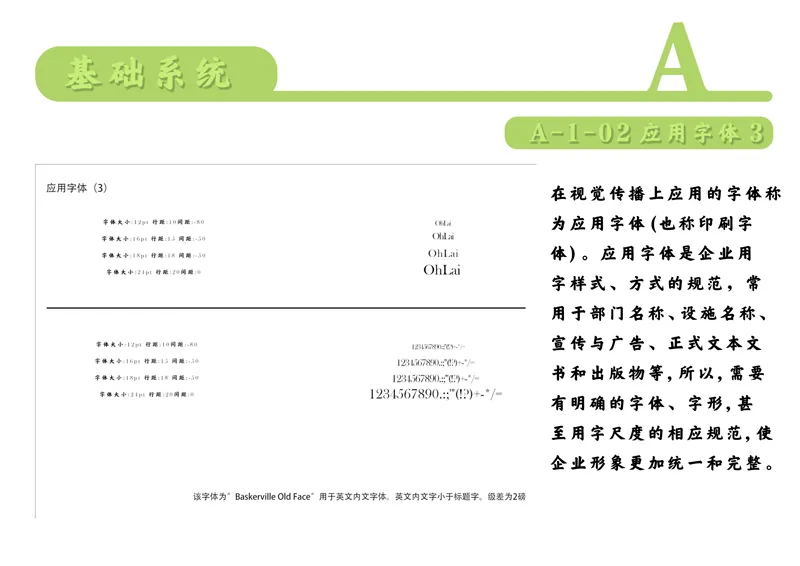 基础系统
A
A-1-02 应用字体 3
应用字体（3）
字体大小:12pt 行距:10间距:-80
OhLai
字体大小:16pt 行距:15 间距:-50
OhLai
字体大小:18pt 行距:18 间距:-50
OhLai
字体大小:24pt 行距:20间距:0
OhLai
字体大小:12pt 行距:10间距:-80
1234567890.:;'"(!?)+-*/=
字体大小:16pt 行距:15 间距:-50
1234567890.:;'"(!?)+-*/=
字体大小:18pt 行距:18 间距:-50
1234567890.:;'"(!?)+-*/=
字体大小:24pt 行距:20间距:0
1234567890.:;'"(!?)+-*/=
该字体为“Baskerville Old Face”用于英文内文字体。英文内文字小于标题字。级差为2磅
在视觉传播上应用的字体称
为应用字体(也称印刷字
体)。应用字体是企业用
字样式、方式的规范，常
用于部门名称、设施名称、
宣传与广告、正式文本文
书和出版物等,所以,需要
有明确的字体、字形,甚
至用字尺度的相应规范,使
企业形象更加统一和完整。